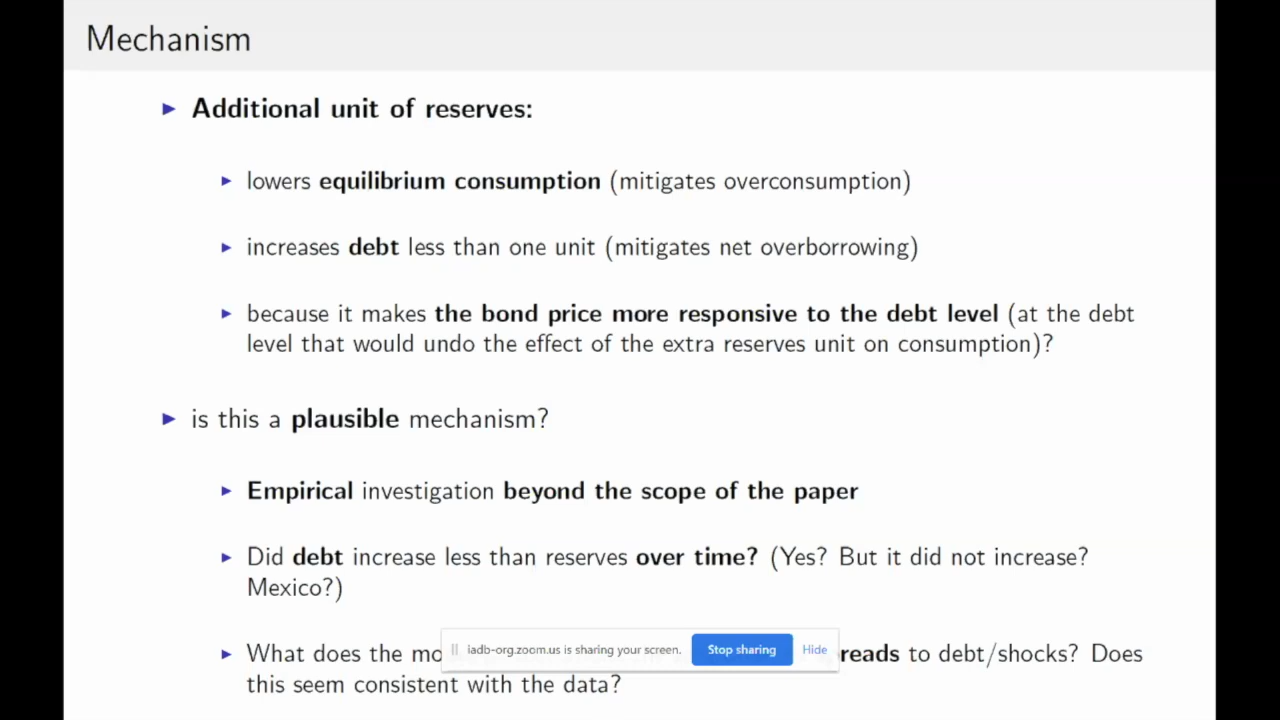 Mechanism
Additional unit of reserves:
lowers equilibrium consumption (mitigates overconsumption)
increases debt less than one unit (mitigates net overborrowing)
because it makes the bond price more responsive to the debt level (at the debt
level that would undo the effect of the extra reserves unit on consumption)?
is this a plausible mechanism?
Empirical investigation beyond the scope of the paper
Did debt increase less than reserves over time? (Yes? But it did not increase?
Mexico?)
What does the to debt/shocks? Does
iadb-org.zoom.us is sharing your screen. Stop sharing Hide
this seem consistent with the data?